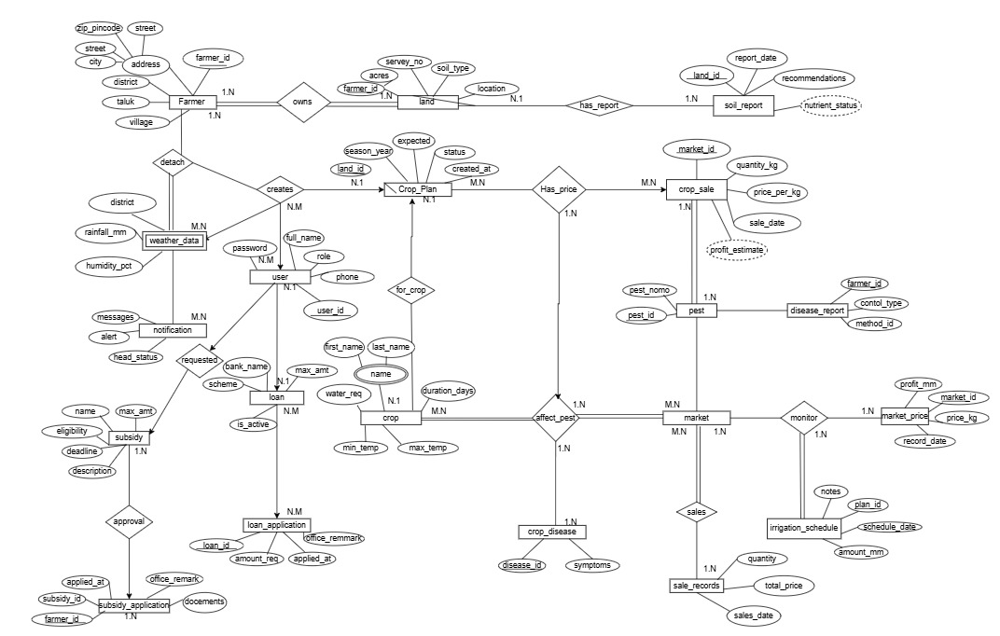 zip_pincode
street
street
city
address
farmer_id
district
taluk
village
Farmer
1.N
1.N
owns
servey_no
soil_type
acres
farmer_id
1.N
location
land
N.1
has_report
1.N
report_date
land_id
recommendations
soil_report
nutrient_status
detach
creates
N.1
season_year
expected
status
land_id
created_at
Crop_Plan
M.N
N.1
Has_price
1.N
M.N
market_id
quantity_kg
price_per_kg
crop_sale
1.N
sale_date
profit_estimate
district
rainfall_mm
M.N
weather_data
humidity_pct
N.M
password
full_name
N.M
role
phone
user
N.1
user_id
for_crop
pest_nomo
pest_id
1.N
pest
farmer_id
contol_type
disease_report
method_id
messages
M.N
notification
alert
head_status
requested
bank_name
max_amt
scheme
N.1
loan
N.M
is_active
first_name
last_name
name
water_req
N.1
duration_days
crop
M.N
min_temp
max_temp
affect_pest
1.N
1.N
M.N
market
M.N
1.N
monitor
1.N
1.N
profit_mm
market_id
market_price
price_kg
record_date
name
max_amt
eligibility
subsidy
1.N
deadline
description
approval
N.M
loan_application
office_remmark
loan_id
amount_req
applied_at
1.N
crop_disease
disease_id
symptoms
sales
1.N
quantity
sale_records
total_price
sales_date
notes
plan_id
irrigation_schedule
schedule_date
amount_mm
applied_at
office_remark
subsidy_id
subsidy_application
docements
farmer_id
1.N